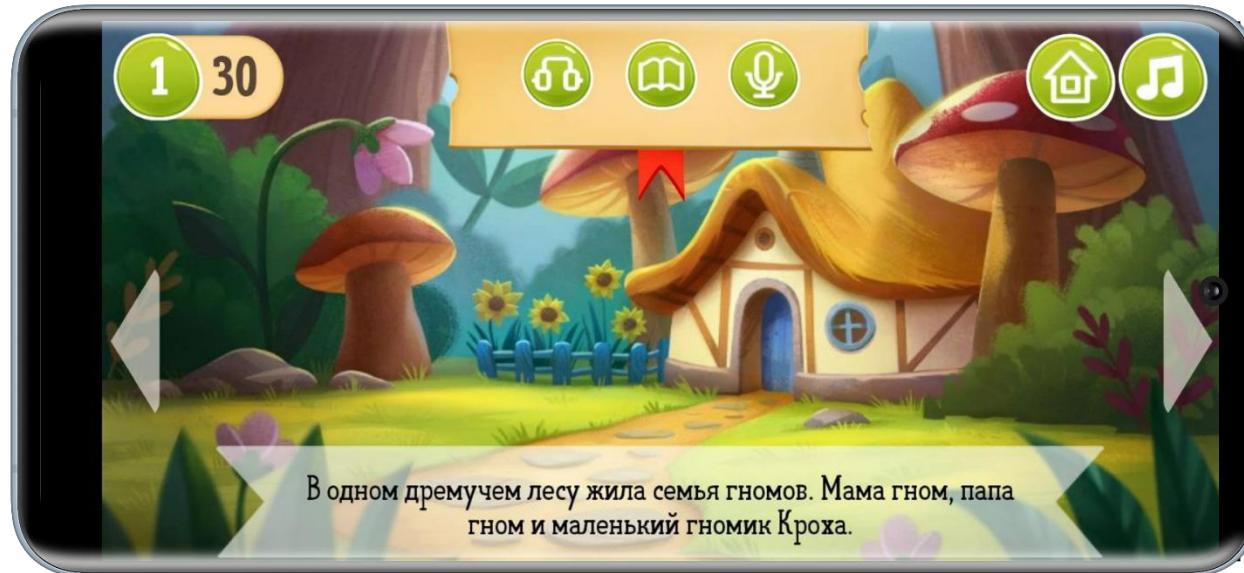 1 30
В одном дремучем лесу жила семья гномов. Мама гном, папа
гном и маленький гномик Кроха.